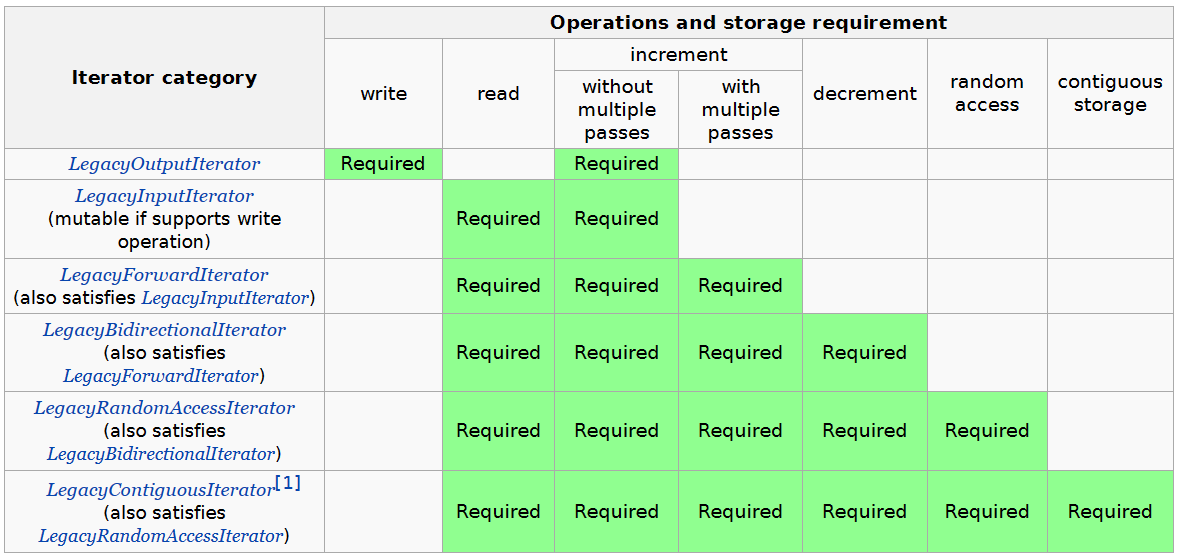 Iterator category
Operations and storage requirement
write
read
increment
without
multiple
passes
with
multiple
passes
decrement
random
access
contiguous
storage
LegacyOutputIterator
Required
Required
LegacyInputIterator
(mutable if supports write
operation)
Required
Required
LegacyForwardIterator
(also satisfies LegacyInputIterator)
Required
Required
Required
LegacyBidirectionalIterator
(also satisfies
LegacyForwardIterator)
Required
Required
Required
Required
LegacyRandomAccessIterator
(also satisfies
LegacyBidirectionalIterator)
Required
Required
Required
Required
Required
LegacyContiguousIterator[1]
(also satisfies
LegacyRandomAccessIterator)
Required
Required
Required
Required
Required
Required